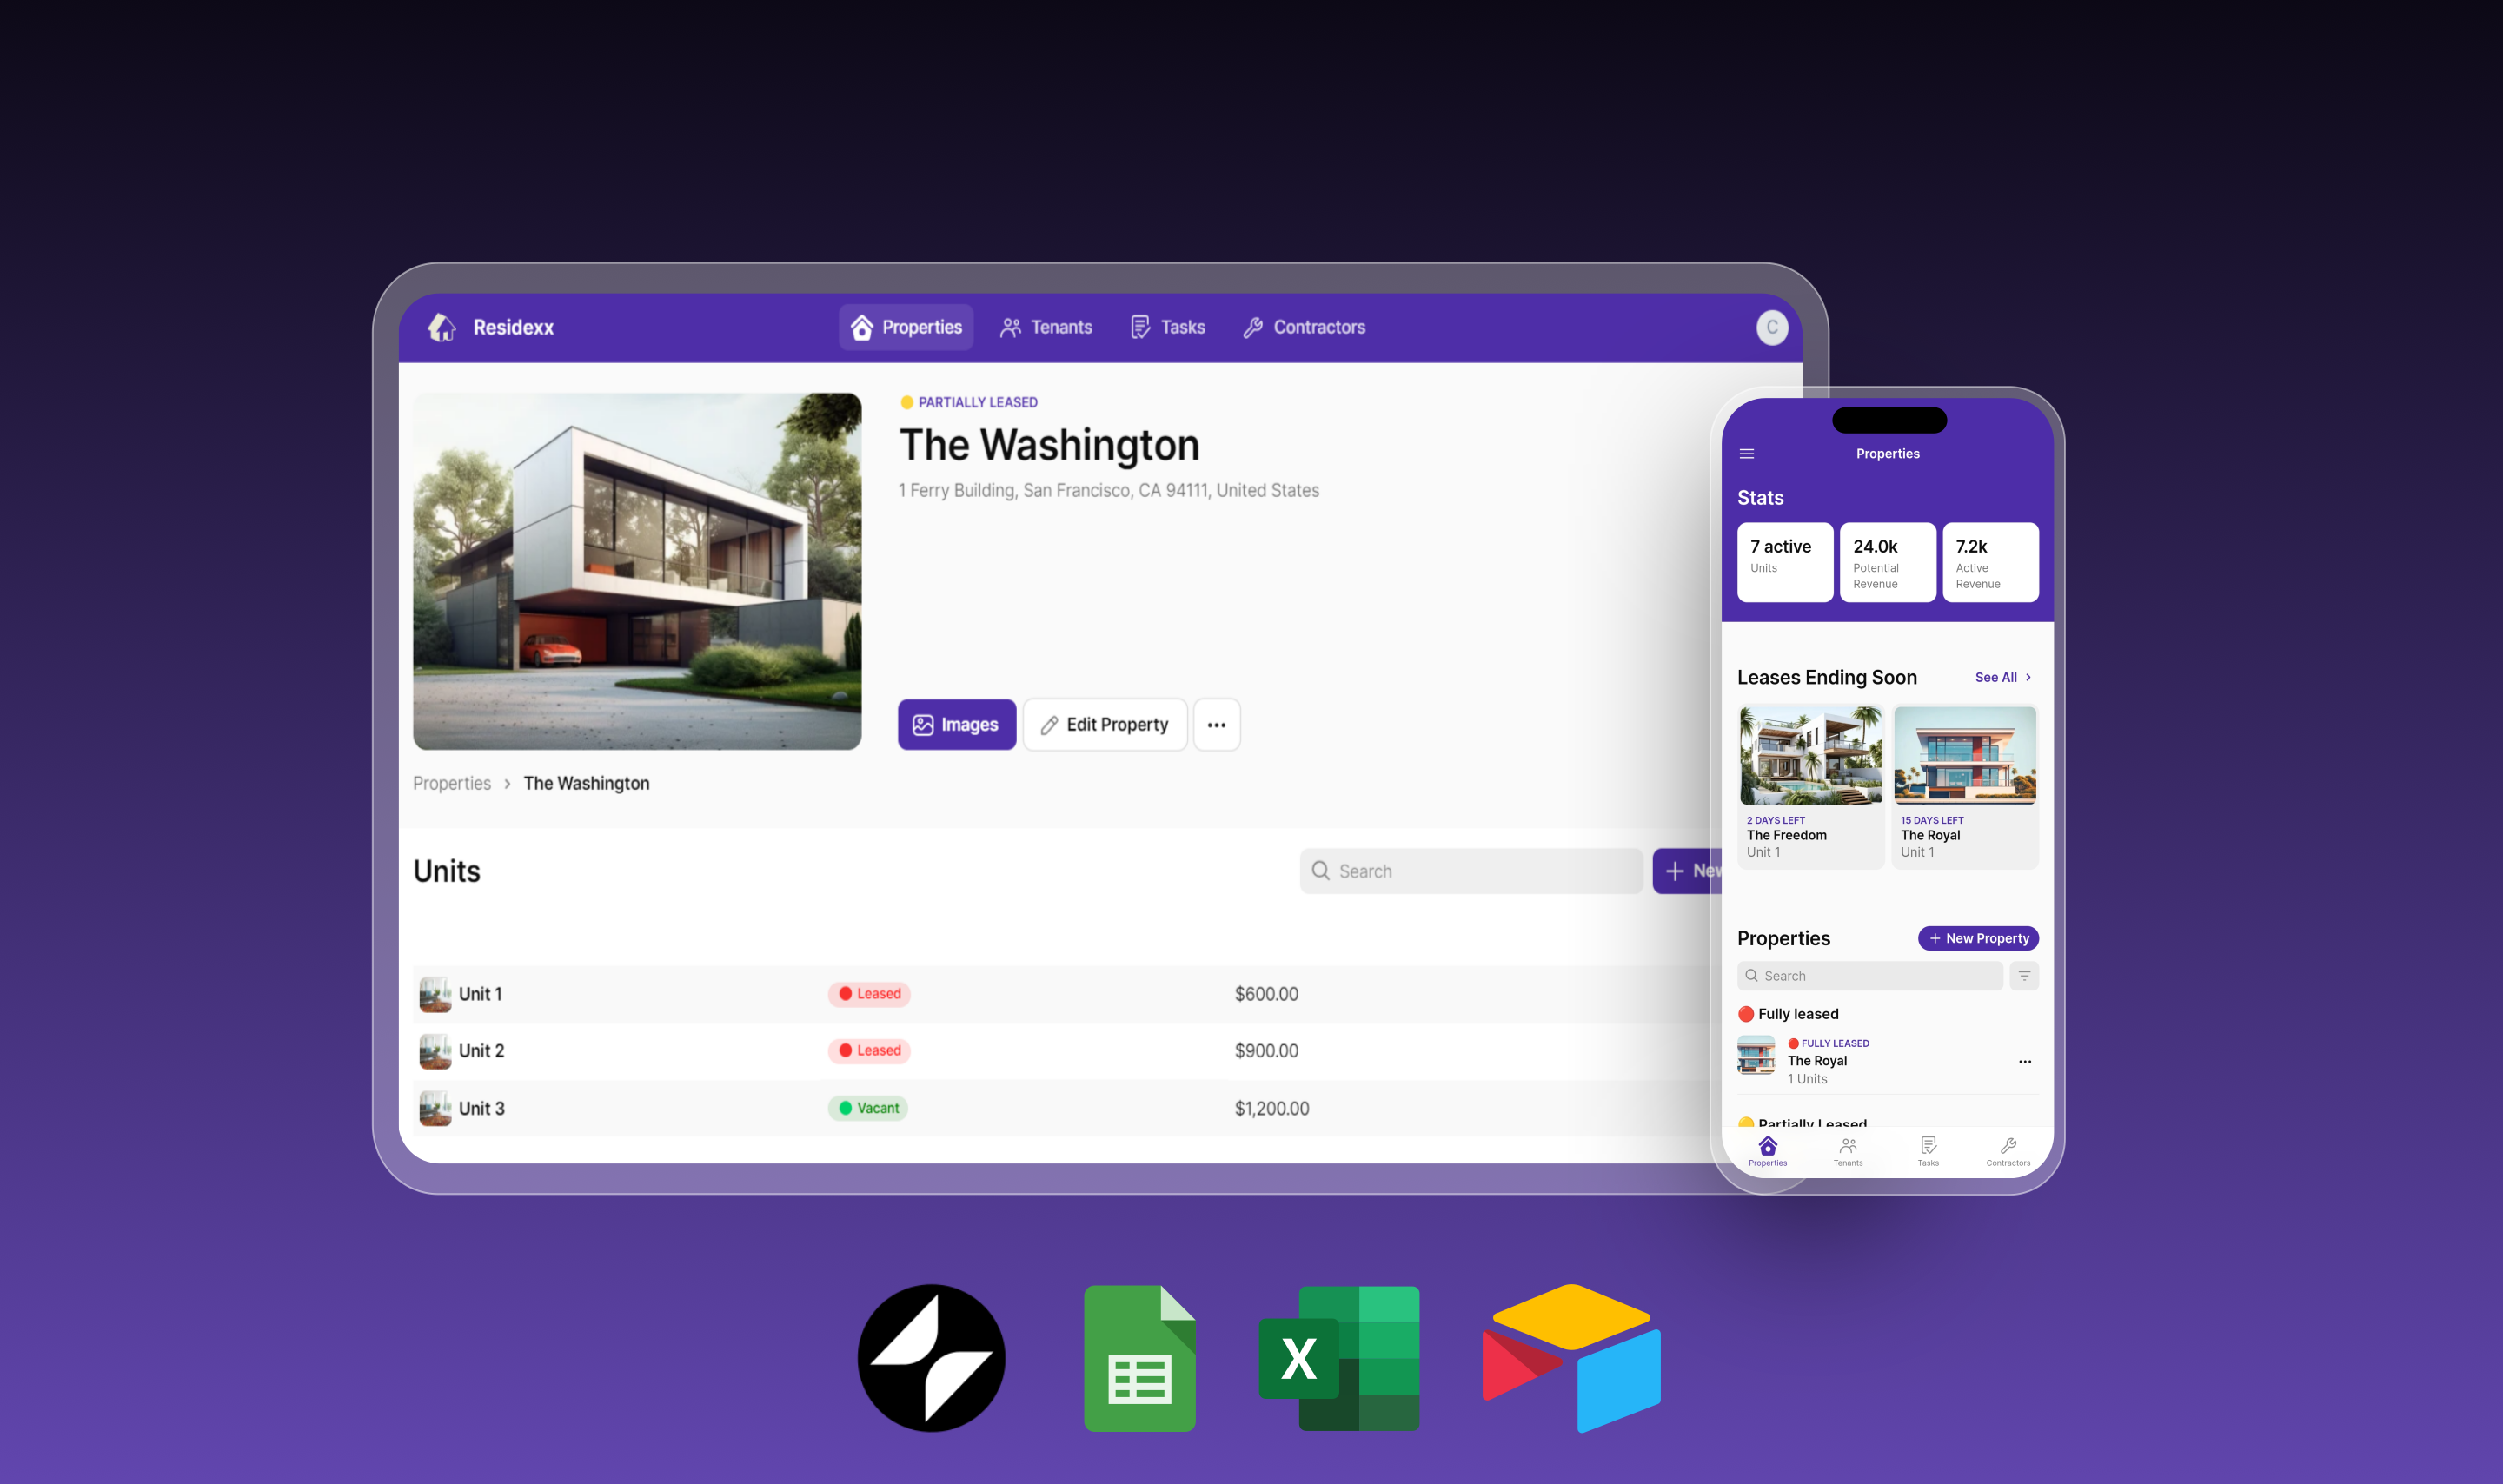 Residexx
Properties
Tenants
Tasks
Contractors
C
PARTIALLY LEASED
The Washington
1 Ferry Building, San Francisco, CA 94111, United States
Images
Edit Property
Properties > The Washington
Units
Search
+ New
Unit 1
Leased
$600.00
Unit 2
Leased
$900.00
Unit 3
Vacant
$1,200.00
Properties
Stats
7 active
Units
24.0k
Potential
Revenue
7.2k
Active
Revenue
Leases Ending Soon
See All >
2 DAYS LEFT
The Freedom
Unit 1
15 DAYS LEFT
The Royal
Unit 1
Properties
+ New Property
Search
Fully leased
FULLY LEASED
The Royal
1 Units
Partially Leased
Properties
Tenants
Tasks
Contractors
X